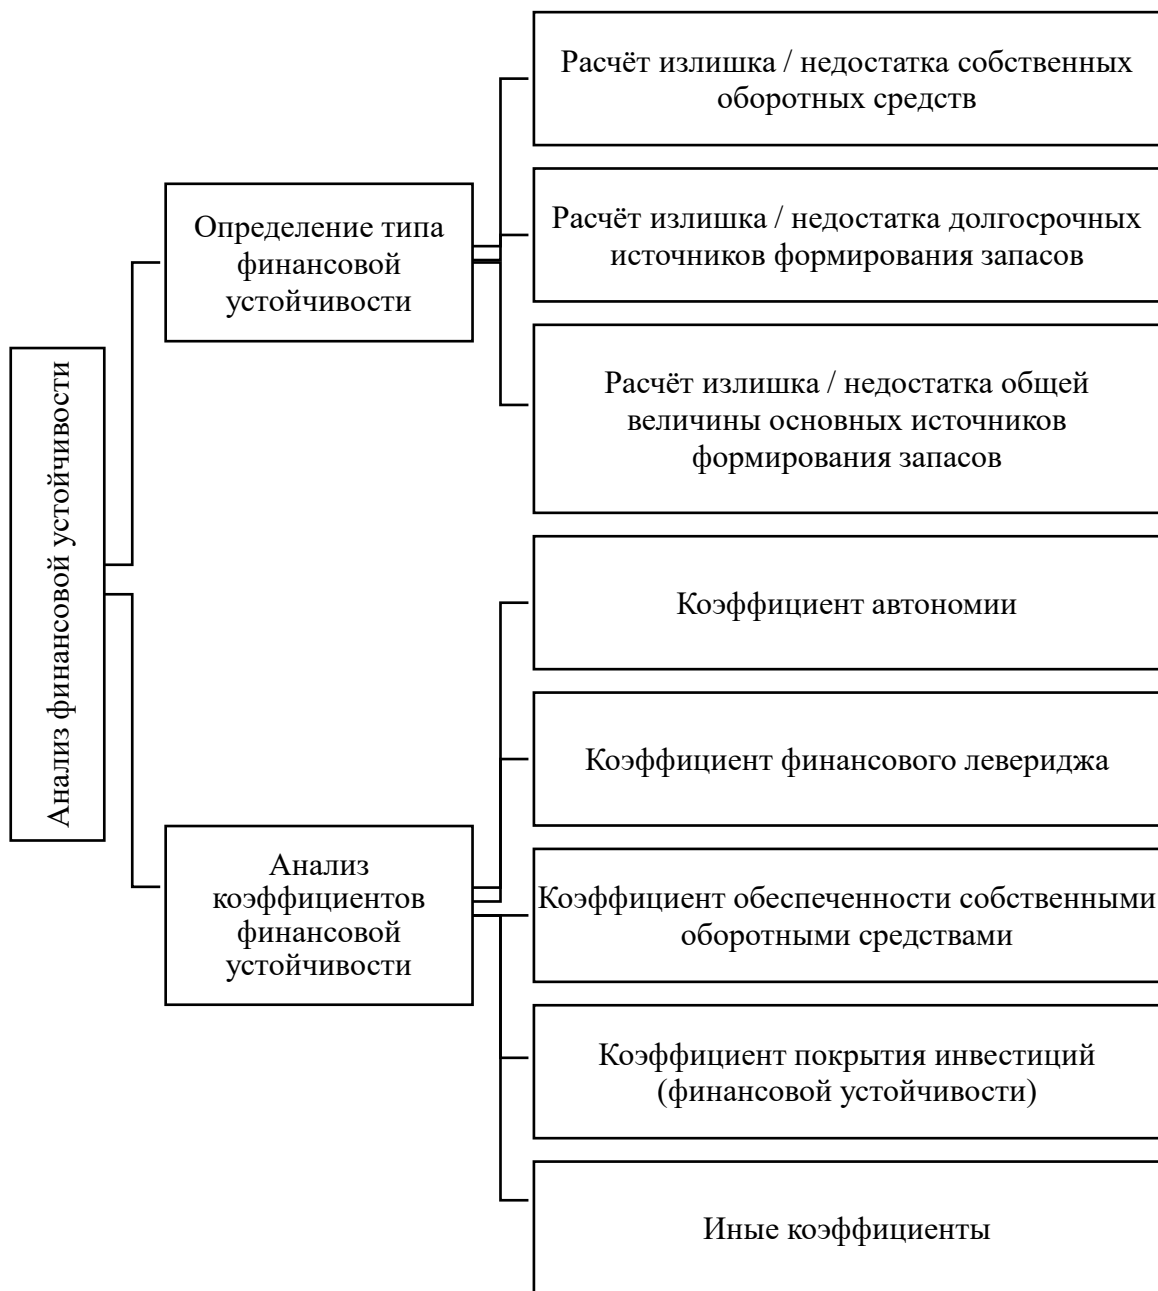 Анализ финансовой устойчивости
Определение типа
финансовой
устойчивости
Расчёт излишка / недостатка собственных
оборотных средств
Расчёт излишка / недостатка долгосрочных
источников формирования запасов
Расчёт излишка / недостатка общей
величины основных источников
формирования запасов
Анализ
коэффициентов
финансовой
устойчивости
Коэффициент автономии
Коэффициент финансового левериджа
Коэффициент обеспеченности собственными
оборотными средствами
Коэффициент покрытия инвестиций
(финансовой устойчивости)
Иные коэффициенты